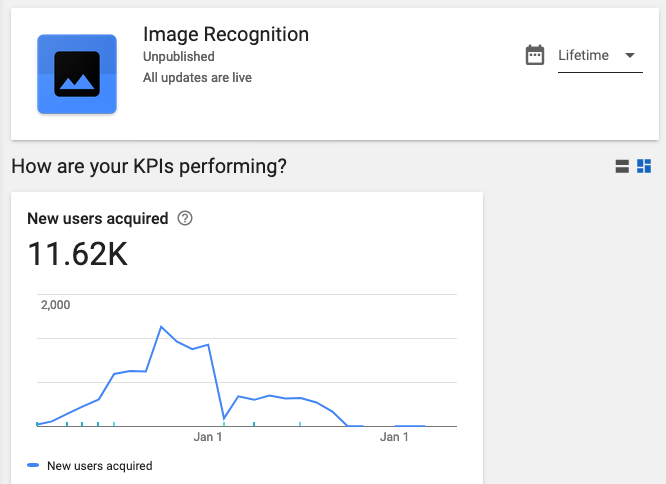 Image Recognition
Unpublished
All updates are live
Lifetime
How are your KPIs performing?
New users acquired
11.62K
2,000
Jan 1
Jan 1
New users acquired